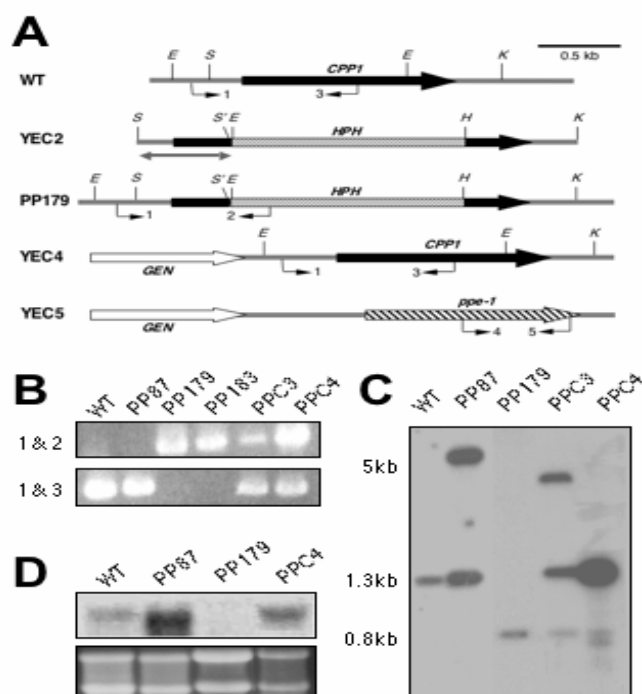 A
E S CPP1 E K 0.5 kb
WT
1 3
S S' E HPH H K
YEC2
E S S' E HPH H K
PP179
1 2
E CPP1 E K
YEC4
GEN 1 3
ppe-1
YEC5
GEN 4 5
B
WT PP87 PP179 PP183 PPC3 PPC4
1 & 2
1 & 3
C
WT PP87 PP179 PPC3 PPC4
5kb
1.3kb
0.8kb
D
WT PP87 PP179 PPC4